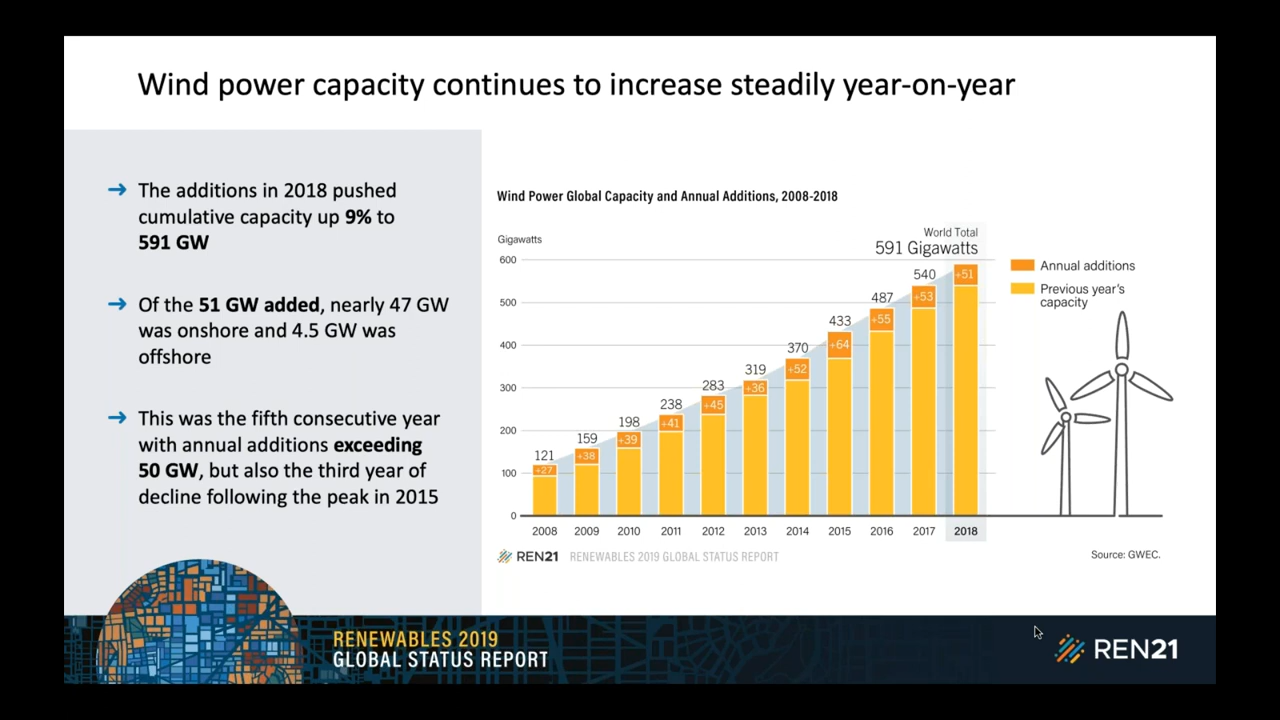 Wind power capacity continues to increase steadily year-on-year
➔ The additions in 2018 pushed
cumulative capacity up 9% to
591 GW
➔ Of the 51 GW added, nearly 47 GW
was onshore and 4.5 GW was
offshore
➔ This was the fifth consecutive year
with annual additions exceeding
50 GW, but also the third year of
decline following the peak in 2015
Wind Power Global Capacity and Annual Additions, 2008-2018
Gigawatts
World Total
591 Gigawatts
600
500
400
300
200
100
0
121
159
198
238
283
319
370
433
487
540
+27
+38
+39
+41
+45
+36
+52
+64
+55
+53
+51
2008 2009 2010 2011 2012 2013 2014 2015 2016 2017 2018
Annual additions
Previous year's
capacity
REN21 RENEWABLES 2019 GLOBAL STATUS REPORT
Source: GWEC.
RENEWABLES 2019
GLOBAL STATUS REPORT
REN21